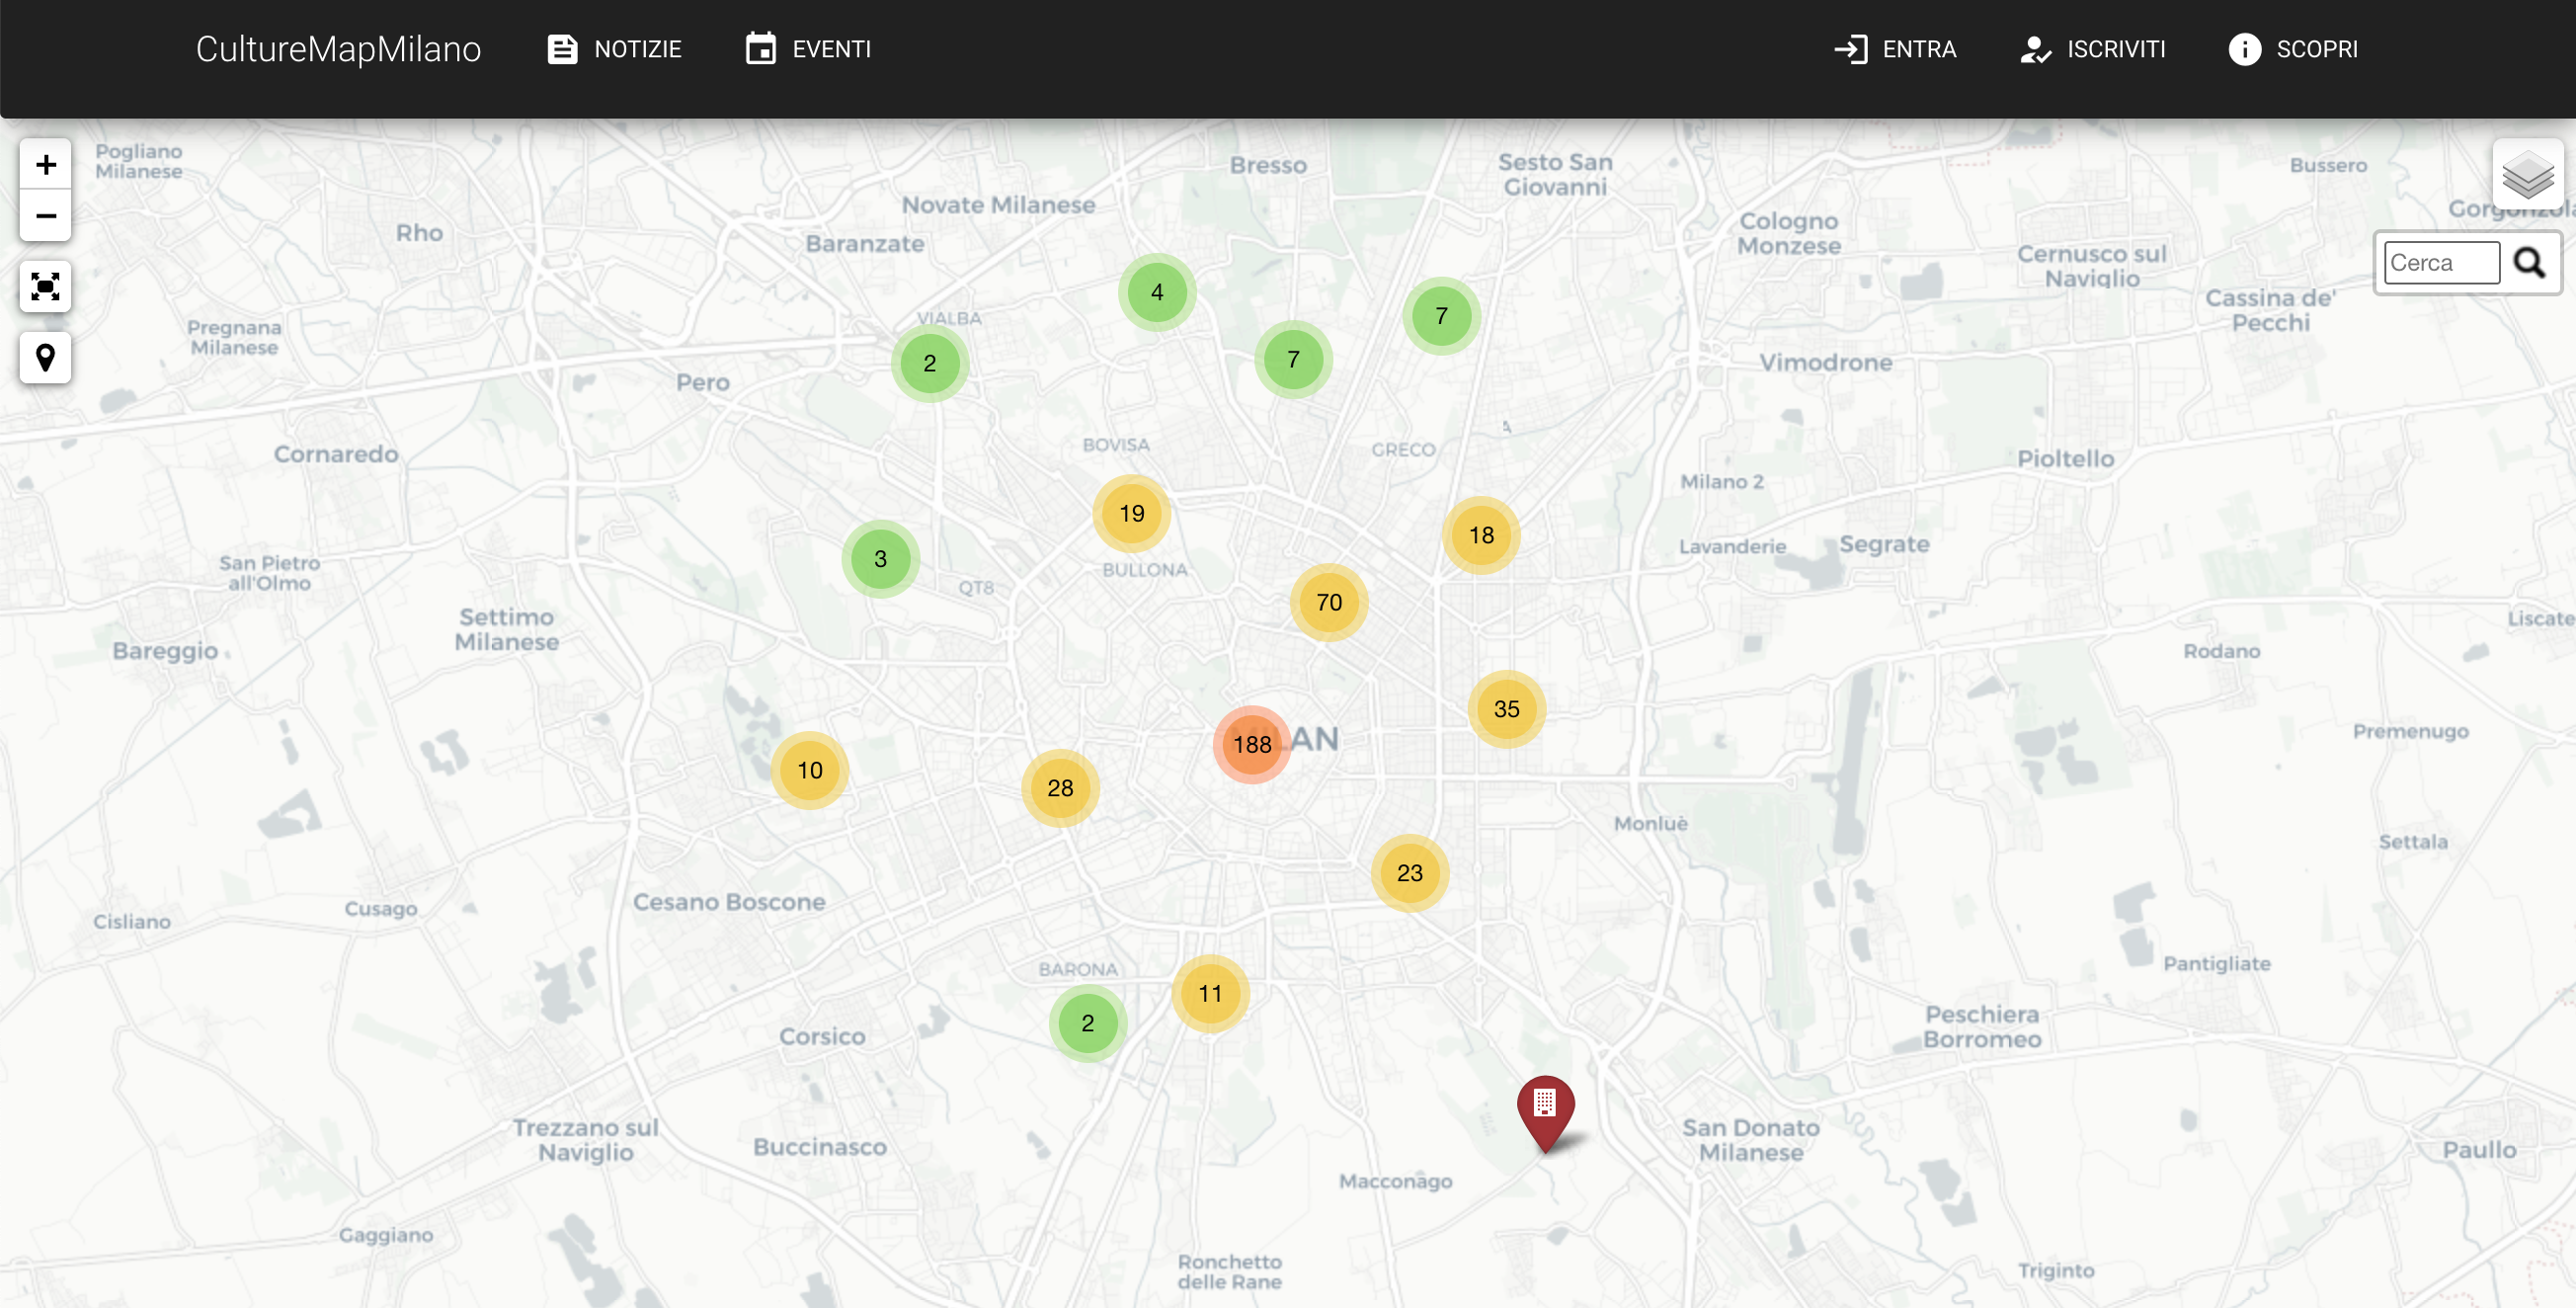 CultureMapMilano
NOTIZIE
EVENTI
ENTRA
ISCRIVITI
SCOPRI
+
−
Cerca
Pogliano
Milanese
Bresso
Sesto San
Giovanni
Bussero
Novate Milanese
Rho
Baranzate
Cologno
Monzese
Gorgonzola
Cernusco sul
Naviglio
Cassina de'
Pecchi
4
7
VIALBA
Pregnana
Milanese
2
7
Vimodrone
Pero
BOVISA
GRECO
A
Cornaredo
Pioltello
Milano 2
19
18
Lavanderie
Segrate
San Pietro
all'Olmo
3
BULLONA
QT8
70
Settimo
Milanese
Liscate
Bareggio
Rodano
35
Premenugo
188
LAN
10
28
Monluè
Settala
23
Cesano Boscone
Cusago
Cisliano
BARONA
Pantigliate
11
2
Corsico
Peschiera
Borromeo
Trezzano sul
Naviglio
Buccinasco
San Donato
Milanese
Paullo
Macconago
Gaggiano
Ronchetto
delle Rane
Triginto